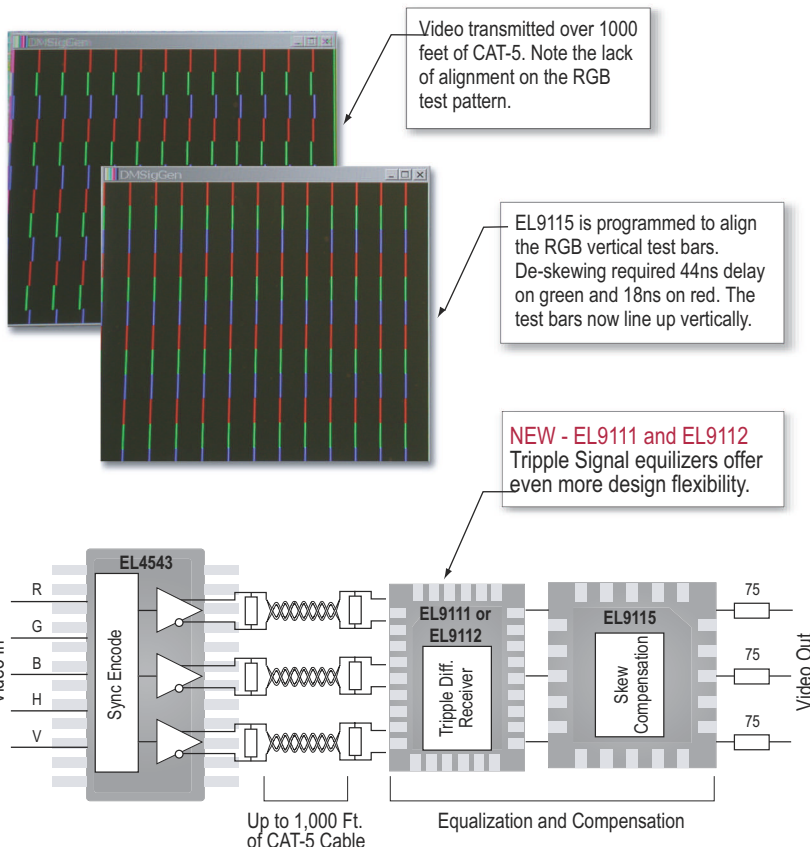 DMSigGen
Video transmitted over 1000
feet of CAT-5. Note the lack
of alignment on the RGB
test pattern.
DMSigGen
EL9115 is programmed to align
the RGB vertical test bars.
De-skewing required 44ns delay
on green and 18ns on red. The
test bars now line up vertically.
NEW - EL9111 and EL9112
Tripple Signal equilizers offer
even more design flexibility.
EL4543
R
G
B
H
V
Video In
Sync Encode
EL9111 or
EL9112
Tripple Diff.
Receiver
EL9115
Skew
Compensation
75
75
75
Video Out
Up to 1,000 Ft.
of CAT-5 Cable
Equalization and Compensation